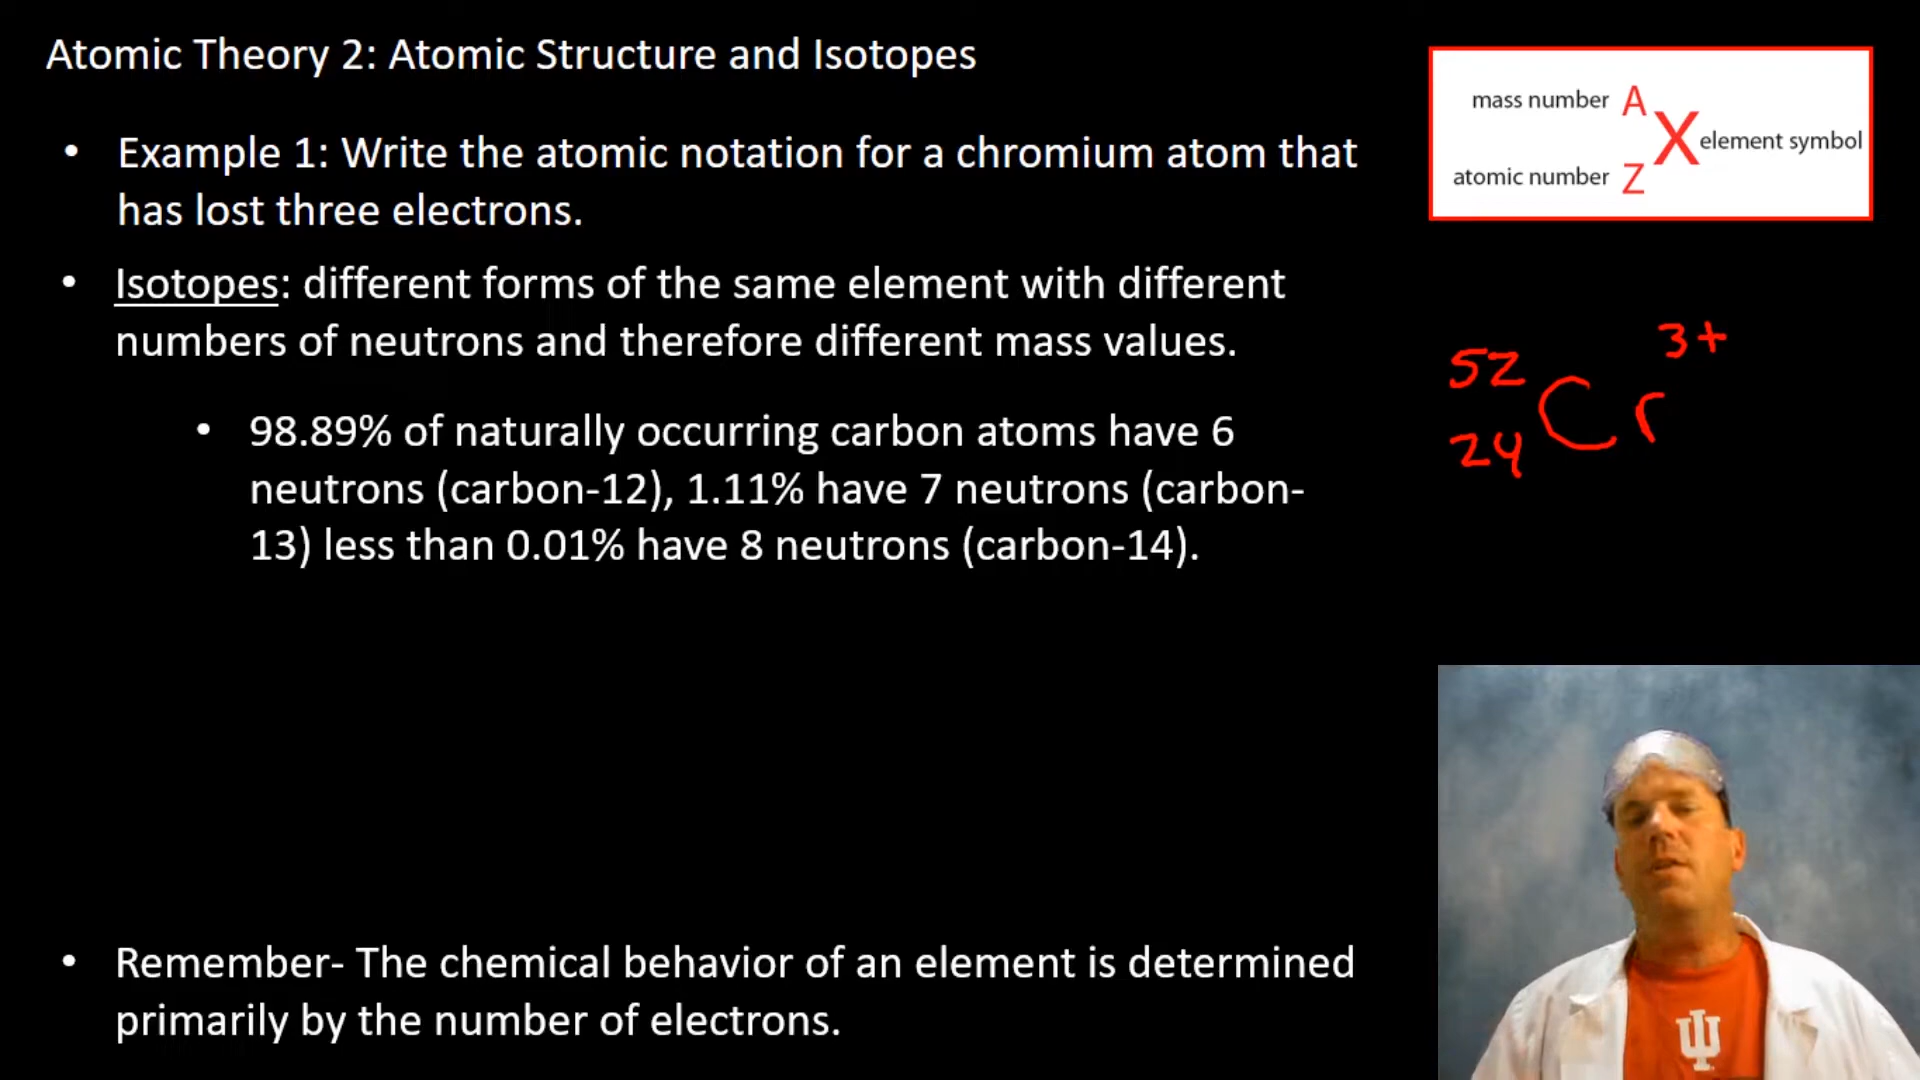 Atomic Theory 2: Atomic Structure and Isotopes
• Example 1: Write the atomic notation for a chromium atom that
has lost three electrons.
• Isotopes: different forms of the same element with different
numbers of neutrons and therefore different mass values.
• 98.89% of naturally occurring carbon atoms have 6
neutrons (carbon-12), 1.11% have 7 neutrons (carbon-
13) less than 0.01% have 8 neutrons (carbon-14).
• Remember- The chemical behavior of an element is determined
primarily by the number of electrons.
mass number A
X element symbol
atomic number Z
52 3+
Cr
24
IU